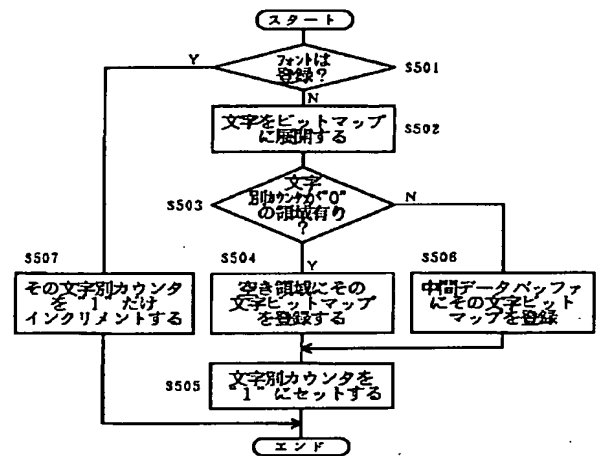 スタート
フォントは
登録?
Y
S501
N
文字をビットマップ
に展開する
S502
文字
別カウンタが"0"
の領域有り
?
S503
N
S507
S504
Y
S506
その文字別カウンタ
を "1" だけ
インクリメントする
空き領域にその
文字ビットマップ
を登録する
中間データバッファ
にその文字ビット
マップを登録
S505
文字別カウンタを
"1" にセットする
エンド